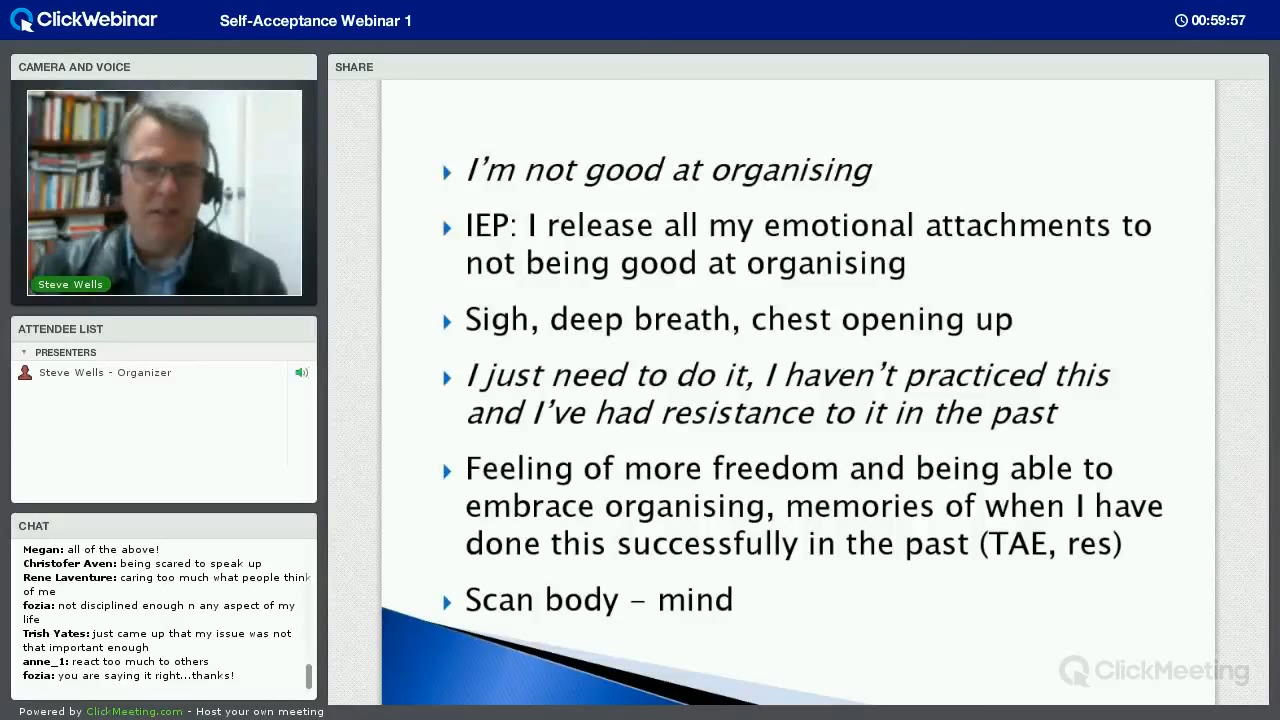 ClickWebinar
Self-Acceptance Webinar 1
00:59:57
CAMERA AND VOICE
Steve Wells
ATTENDEE LIST
PRESENTERS
Steve Wells - Organizer
CHAT
Megan: all of the above!
Christofer Aven: being scared to speak up
Rene Laventure: caring too much what people think
of me
fozia: not disciplined enough n any aspect of my
life
Trish Yates: just came up that my issue was not
that important enough
anne_1: react too much to others
fozia: you are saying it right...thanks!
Powered by ClickMeeting.com - Host your own meeting
SHARE
I'm not good at organising
IEP: I release all my emotional attachments to
not being good at organising
Sigh, deep breath, chest opening up
I just need to do it, I haven't practiced this
and I've had resistance to it in the past
Feeling of more freedom and being able to
embrace organising, memories of when I have
done this successfully in the past (TAE, res)
Scan body – mind
ClickMeeting